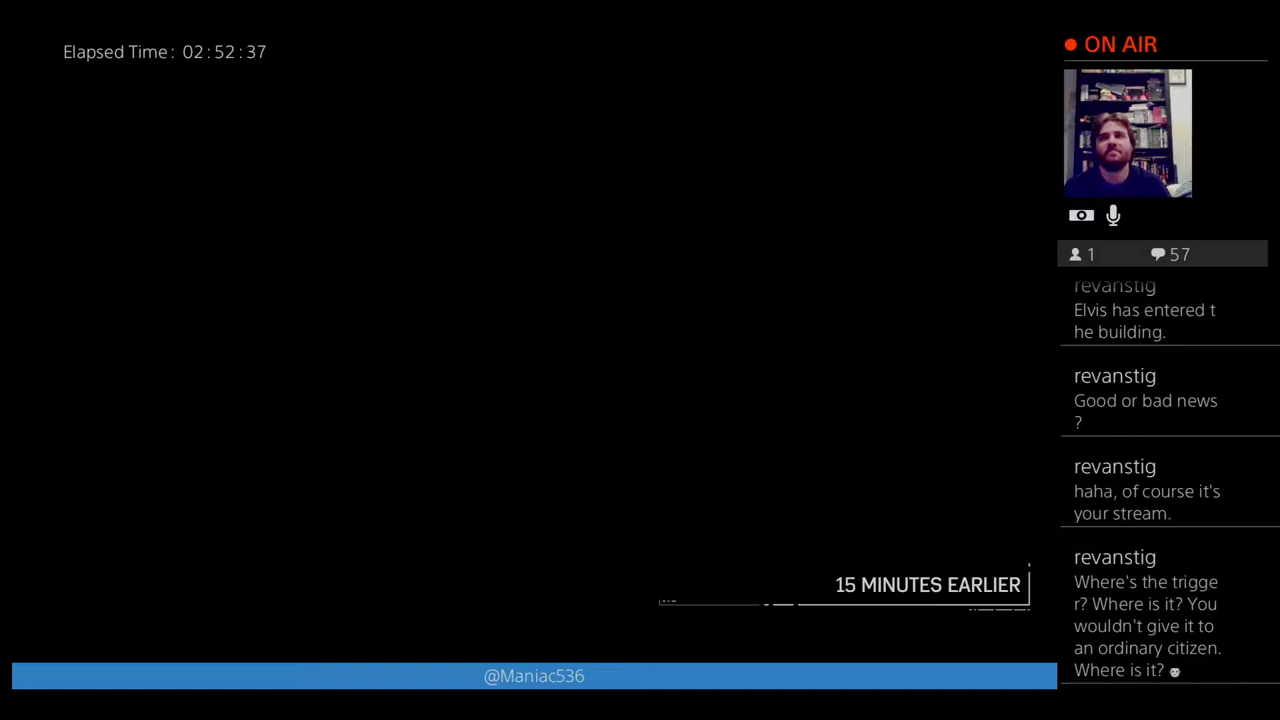 Elapsed Time: 02:52:37
ON AIR
1
57
revanstig
Elvis has entered t
he building.
revanstig
Good or bad news
?
revanstig
haha, of course it's
your stream.
revanstig
Where's the trigge
r? Where is it? You
wouldn't give it to
an ordinary citizen.
Where is it?
15 MINUTES EARLIER
@Maniac536